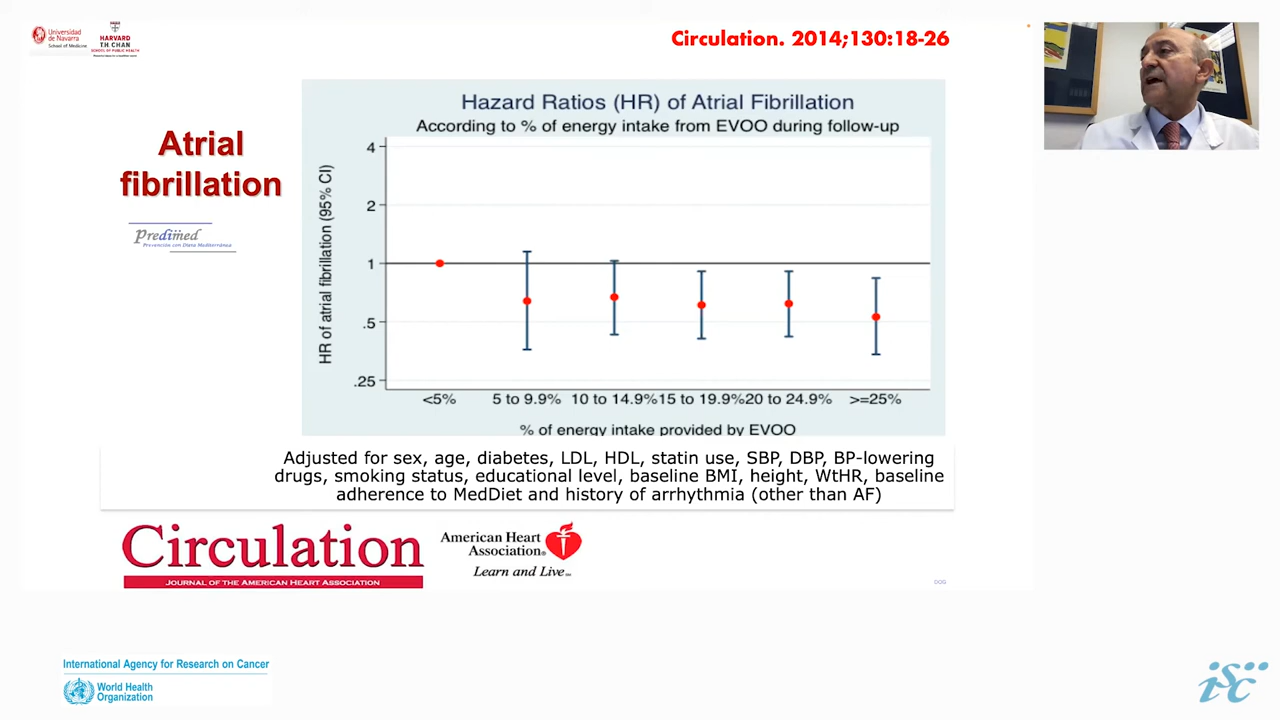 Universidad
de Navarra
School of Medicine
HARVARD
T.H. CHAN
SCHOOL OF PUBLIC HEALTH
Circulation. 2014;130:18-26
Atrial
fibrillation
Predimed
Prevención con Dieta Mediterránea
Hazard Ratios (HR) of Atrial Fibrillation
According to % of energy intake from EVOO during follow-up
HR of atrial fibrillation (95% CI)
4
2
1
.5
.25
<5% 5 to 9.9% 10 to 14.9% 15 to 19.9% 20 to 24.9% >=25%
% of energy intake provided by EVOO
Adjusted for sex, age, diabetes, LDL, HDL, statin use, SBP, DBP, BP-lowering
drugs, smoking status, educational level, baseline BMI, height, WtHR, baseline
adherence to MedDiet and history of arrhythmia (other than AF)
Circulation
JOURNAL OF THE AMERICAN HEART ASSOCIATION
American Heart
Association®
Learn and Live℠
DOG
International Agency for Research on Cancer
World Health
Organization
isc